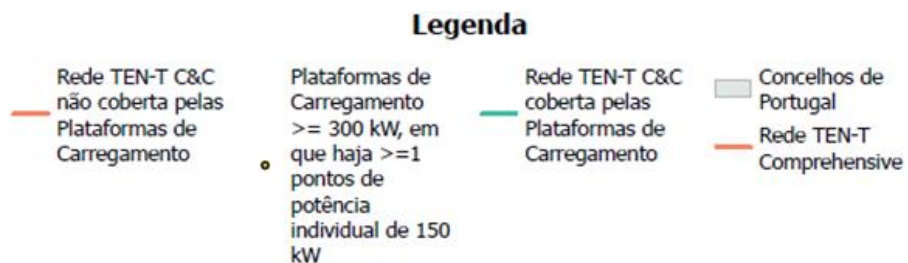 Legenda
Rede TEN-T C&C
não coberta pelas
Plataformas de
Carregamento
Plataformas de
Carregamento
>= 300 kW, em
que haja >=1
pontos de
potência
individual de 150
kW
Rede TEN-T C&C
coberta pelas
Plataformas de
Carregamento
Concelhos de
Portugal
Rede TEN-T
Comprehensive